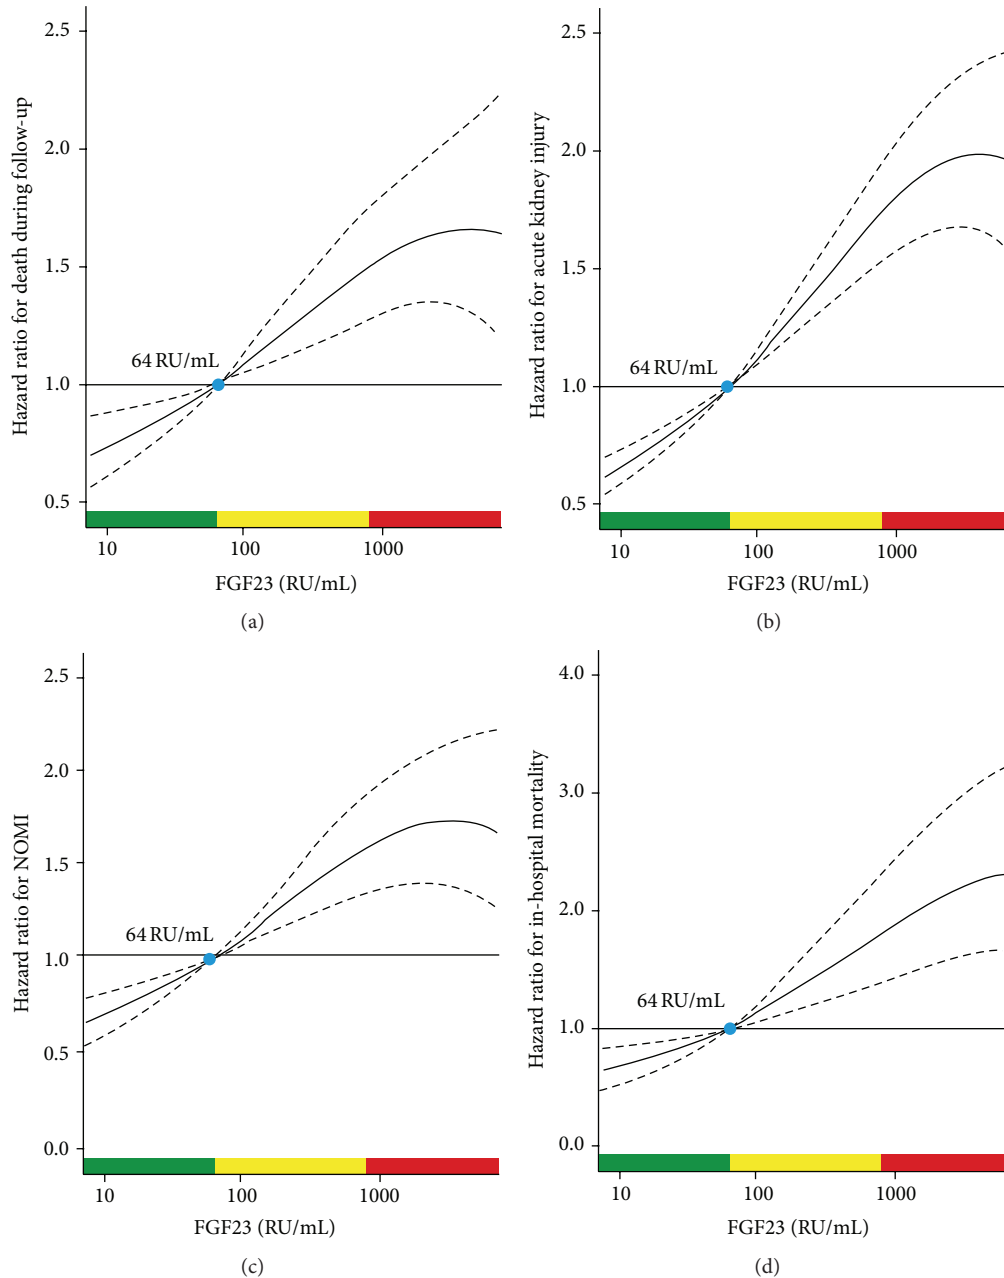 2.5
2.0
1.5
1.0
0.5
Hazard ratio for death during follow-up
64 RU/mL
10
100
1000
FGF23 (RU/mL)
(a)
2.5
2.0
1.5
1.0
0.5
Hazard ratio for acute kidney injury
64 RU/mL
10
100
1000
FGF23 (RU/mL)
(b)
2.5
2.0
1.5
1.0
0.5
0.0
Hazard ratio for NOMI
64 RU/mL
10
100
1000
FGF23 (RU/mL)
(c)
4.0
3.0
2.0
1.0
0.0
Hazard ratio for in-hospital mortality
64 RU/mL
10
100
1000
FGF23 (RU/mL)
(d)